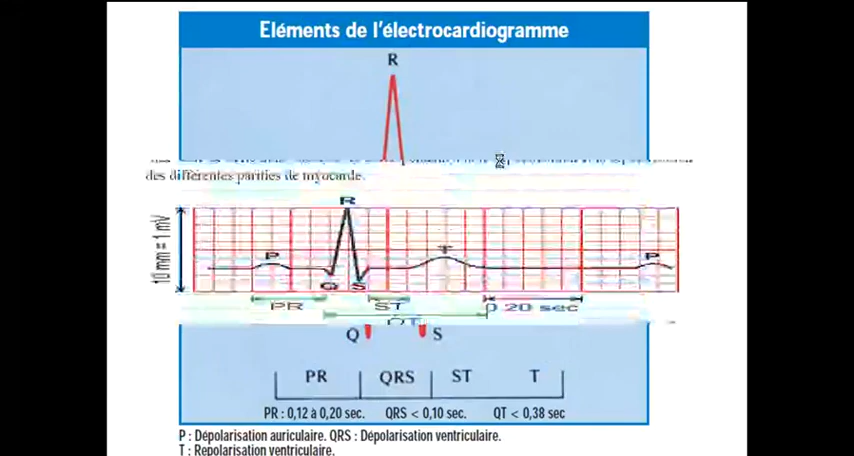 Eléments de l'électrocardiogramme
R
des différentes parities de myocarde.
R
10 mm = 1 mV
P
T
P
Q
S
PR
ST
0.20 sec
QT
Q
S
PR
QRS
ST
T
PR : 0,12 à 0,20 sec.
QRS < 0,10 sec.
QT < 0,38 sec
P : Dépolarisation auriculaire. QRS : Dépolarisation ventriculaire.
T : Repolarisation ventriculaire.